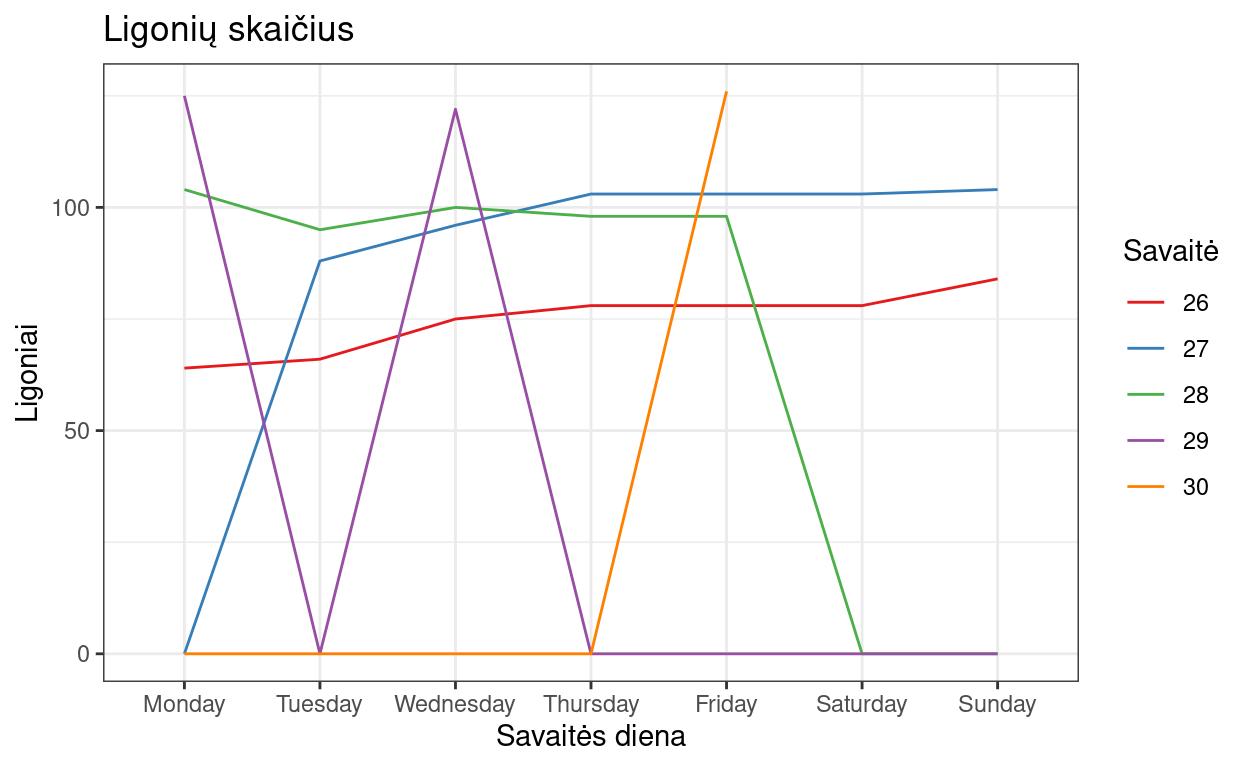 Ligonių skaičius
Ligoniai
100
50
0
Monday Tuesday Wednesday Thursday Friday Saturday Sunday
Savaitės diena
Savaitė
26
27
28
29
30